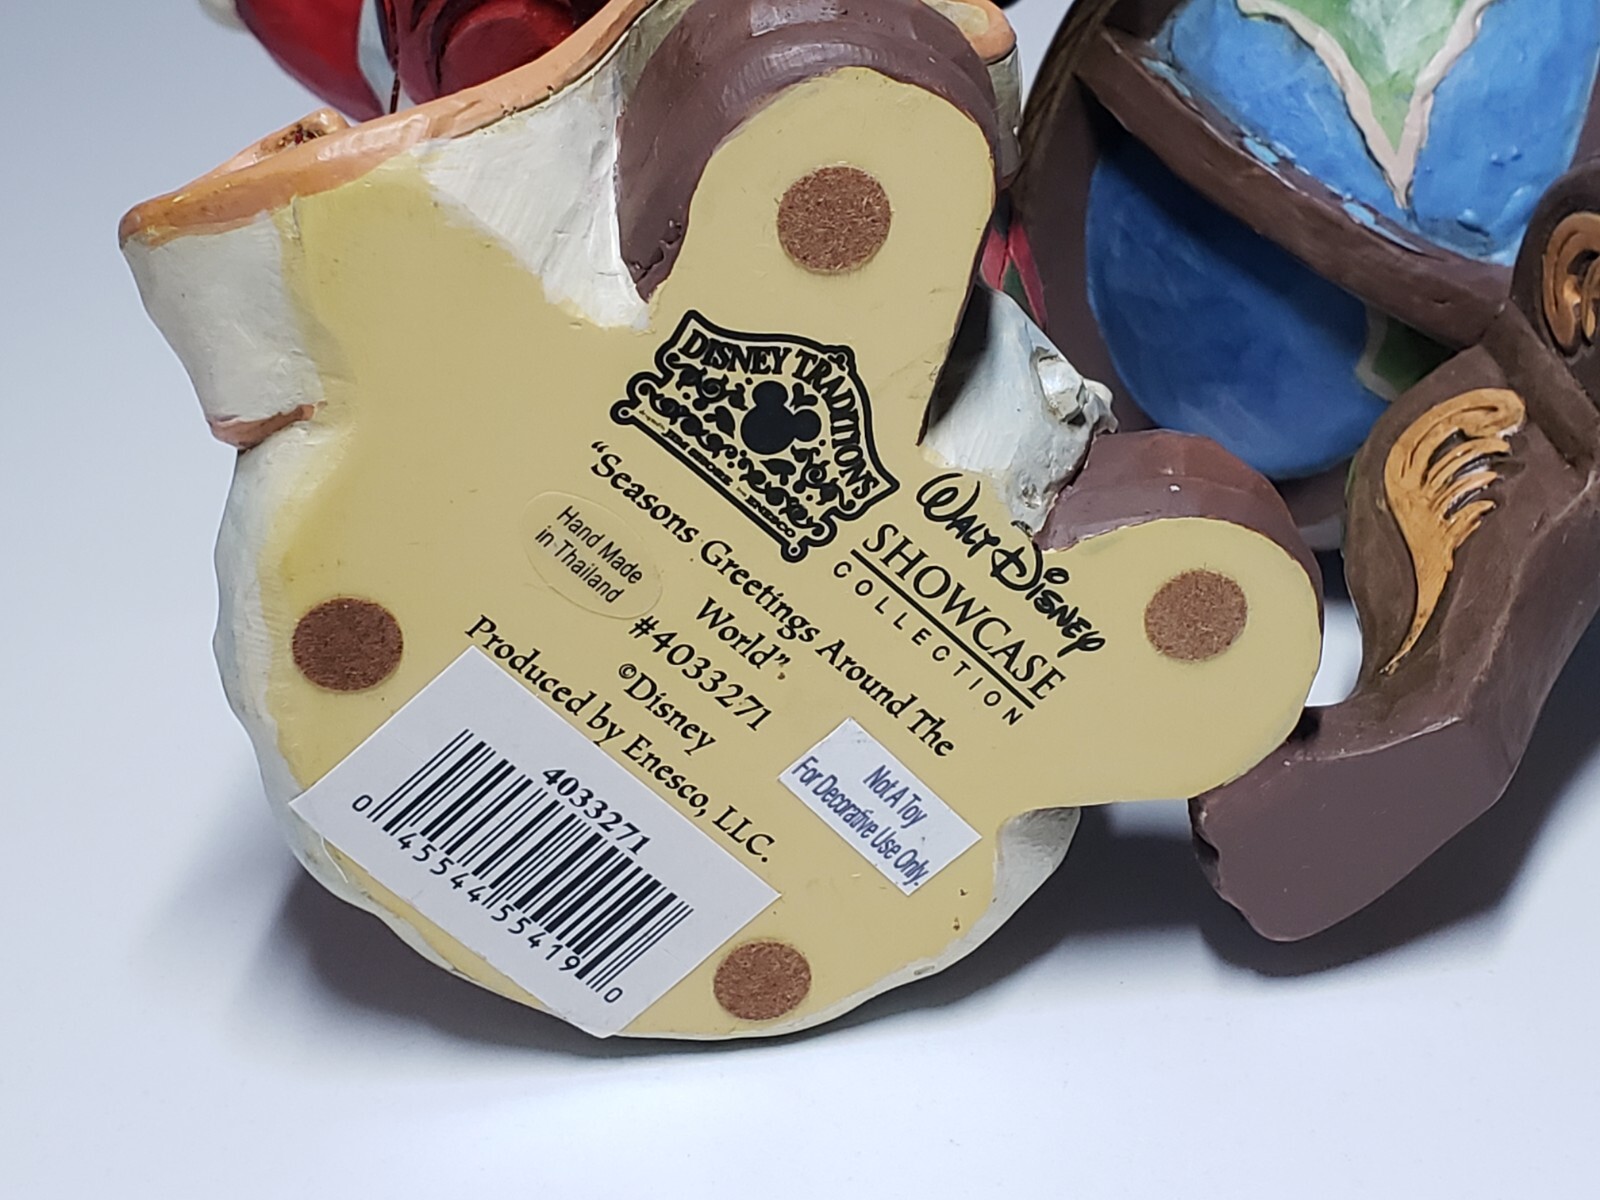 DISNEY TRADITIONS
WALT DISNEY
SHOWCASE
COLLECTION
"Seasons Greetings Around The
World".
#4033271
©Disney
Produced by Enesco, LLC.
Hand Made
in Thailand
Not A Toy
For Decorative Use Only.
4033271
0 45544 55419 0